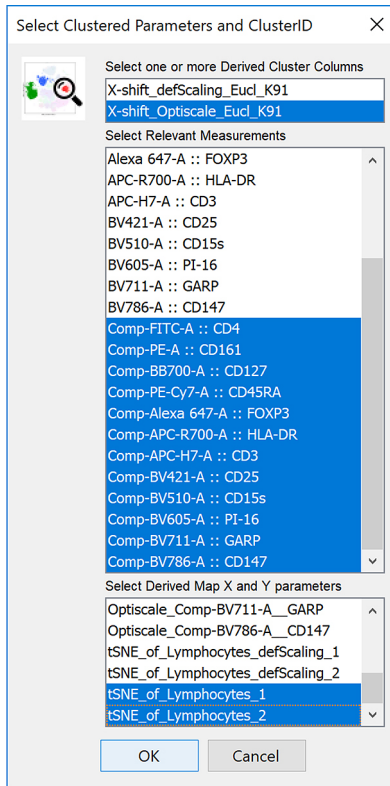 Select Clustered Parameters and ClusterID
Select one or more Derived Cluster Columns
X-shift_defScaling_Eucl_K91
X-shift_Optiscale_Eucl_K91
Select Relevant Measurements
Alexa 647-A :: FOXP3
APC-R700-A :: HLA-DR
APC-H7-A :: CD3
BV421-A :: CD25
BV510-A :: CD15s
BV605-A :: PI-16
BV711-A :: GARP
BV786-A :: CD147
Comp-FITC-A :: CD4
Comp-PE-A :: CD161
Comp-BB700-A :: CD127
Comp-PE-Cy7-A :: CD45RA
Comp-Alexa 647-A :: FOXP3
Comp-APC-R700-A :: HLA-DR
Comp-APC-H7-A :: CD3
Comp-BV421-A :: CD25
Comp-BV510-A :: CD15s
Comp-BV605-A :: PI-16
Comp-BV711-A :: GARP
Comp-BV786-A :: CD147
Select Derived Map X and Y parameters
Optiscale_Comp-BV711-A__GARP
Optiscale_Comp-BV786-A__CD147
tSNE_of_Lymphocytes_defScaling_1
tSNE_of_Lymphocytes_defScaling_2
tSNE_of_Lymphocytes_1
tSNE_of_Lymphocytes_2
OK
Cancel